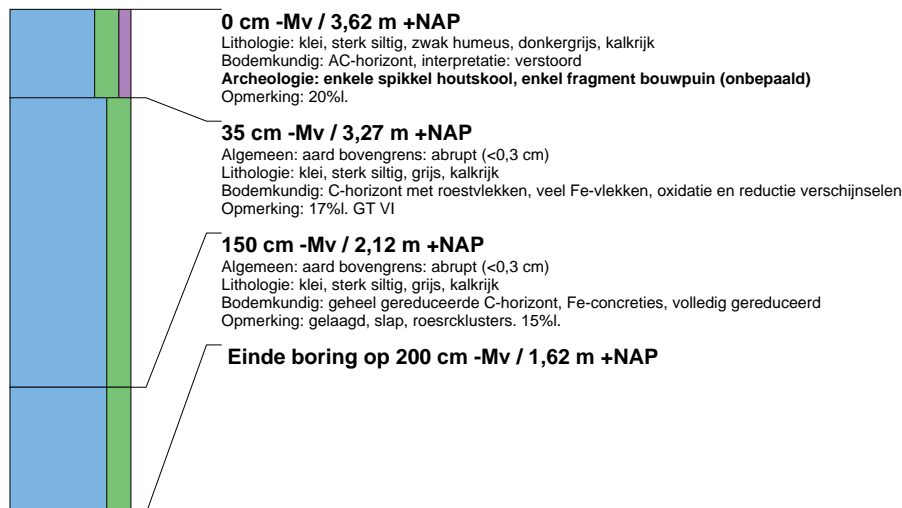 0 cm -Mv / 3,62 m +NAP
Lithologie: klei, sterk siltig, zwak humeus, donkergrijs, kalkrijk
Bodemkundig: AC-horizont, interpretatie: verstoord
Archeologie: enkele spikkel houtskool, enkel fragment bouwpuin (onbepaald)
Opmerking: 20%l.
35 cm -Mv / 3,27 m +NAP
Algemeen: aard bovengrens: abrupt (<0,3 cm)
Lithologie: klei, sterk siltig, grijs, kalkrijk
Bodemkundig: C-horizont met roestvlekken, veel Fe-vlekken, oxidatie en reductie verschijnselen
Opmerking: 17%l. GT VI
150 cm -Mv / 2,12 m +NAP
Algemeen: aard bovengrens: abrupt (<0,3 cm)
Lithologie: klei, sterk siltig, grijs, kalkrijk
Bodemkundig: geheel gereduceerde C-horizont, Fe-concreties, volledig gereduceerd
Opmerking: gelaagd, slap, roesrcklusters. 15%l.
Einde boring op 200 cm -Mv / 1,62 m +NAP